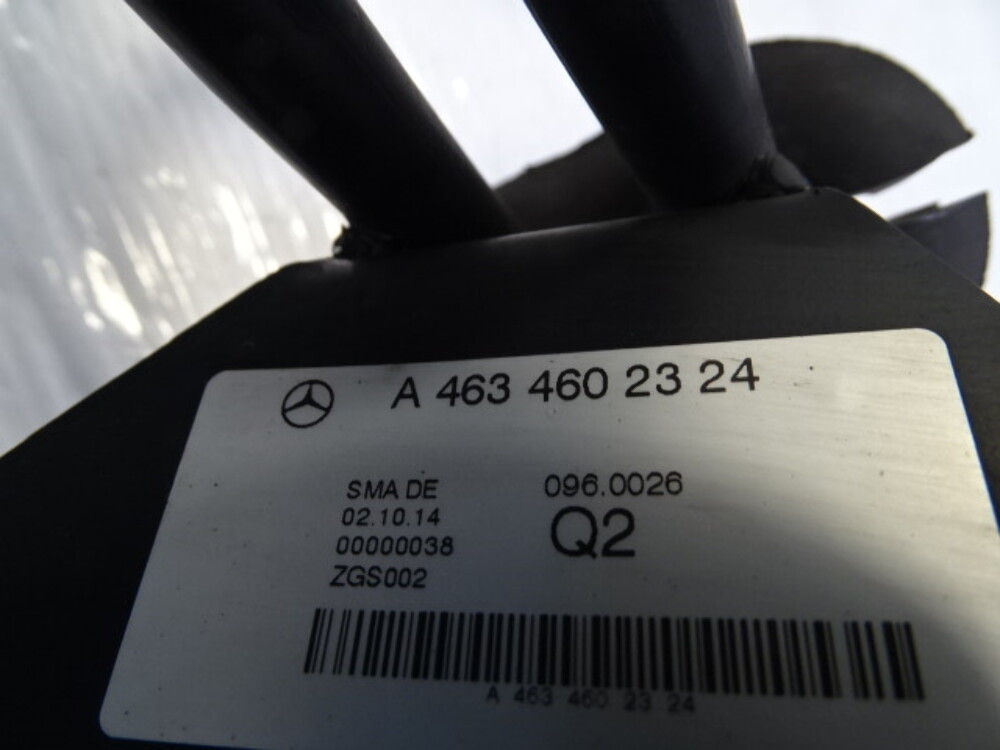 A 463 460 23 24
SMA DE
02.10.14
00000038
ZGS002
096.0026
Q2
A 463 460 23 24